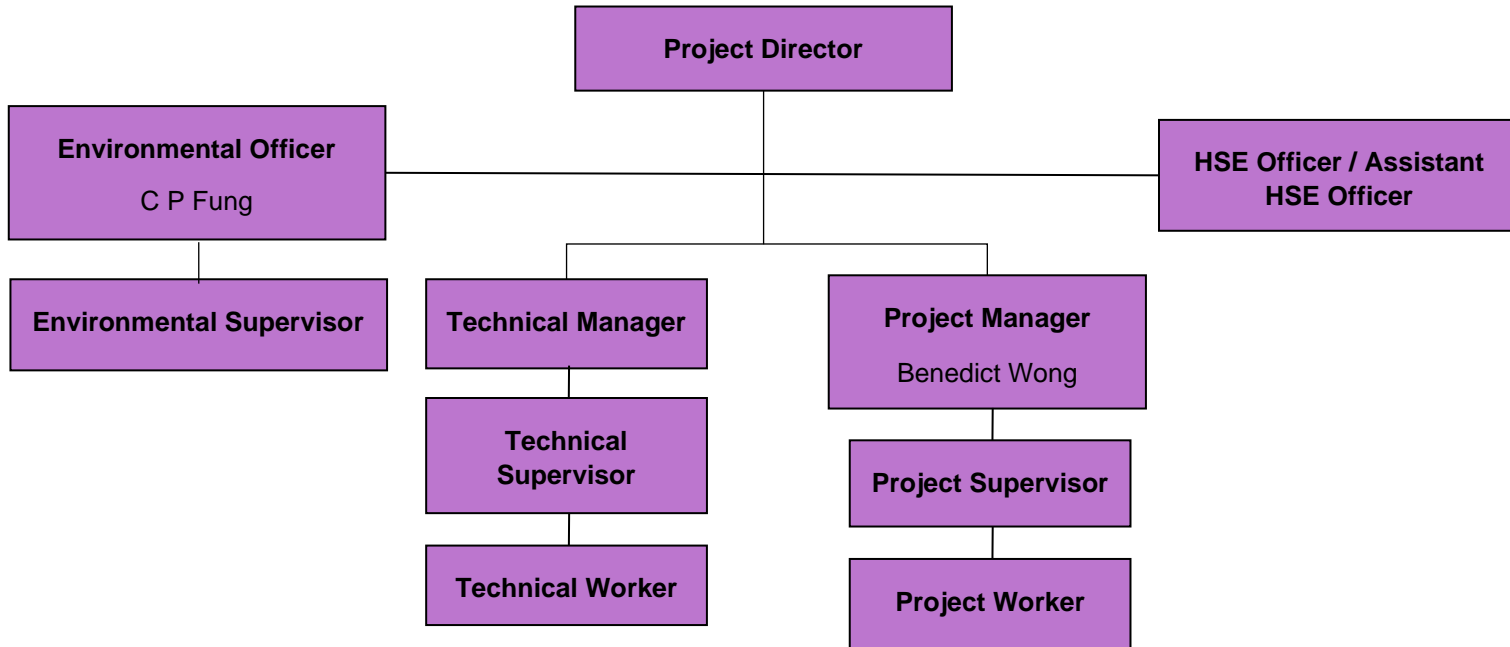 Project Director
Environmental Officer
C P Fung
HSE Officer / Assistant
HSE Officer
Environmental Supervisor
Technical Manager
Project Manager
Benedict Wong
Technical
Supervisor
Project Supervisor
Technical Worker
Project Worker